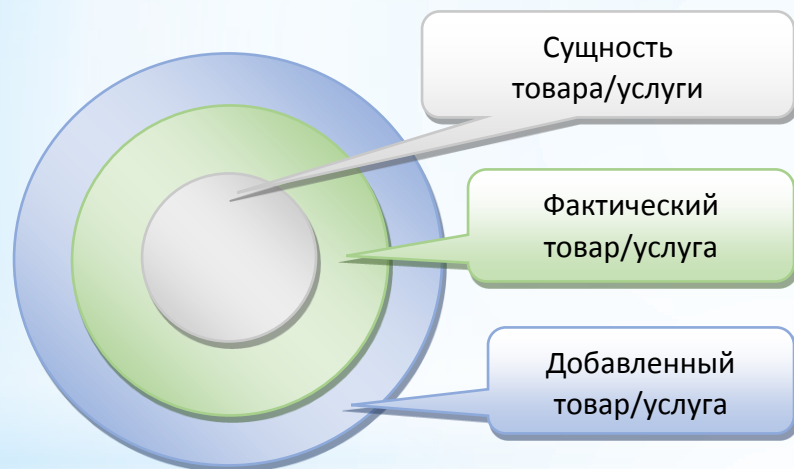 Сущность
товара/услуги
Фактический
товар/услуга
Добавленный
товар/услуга